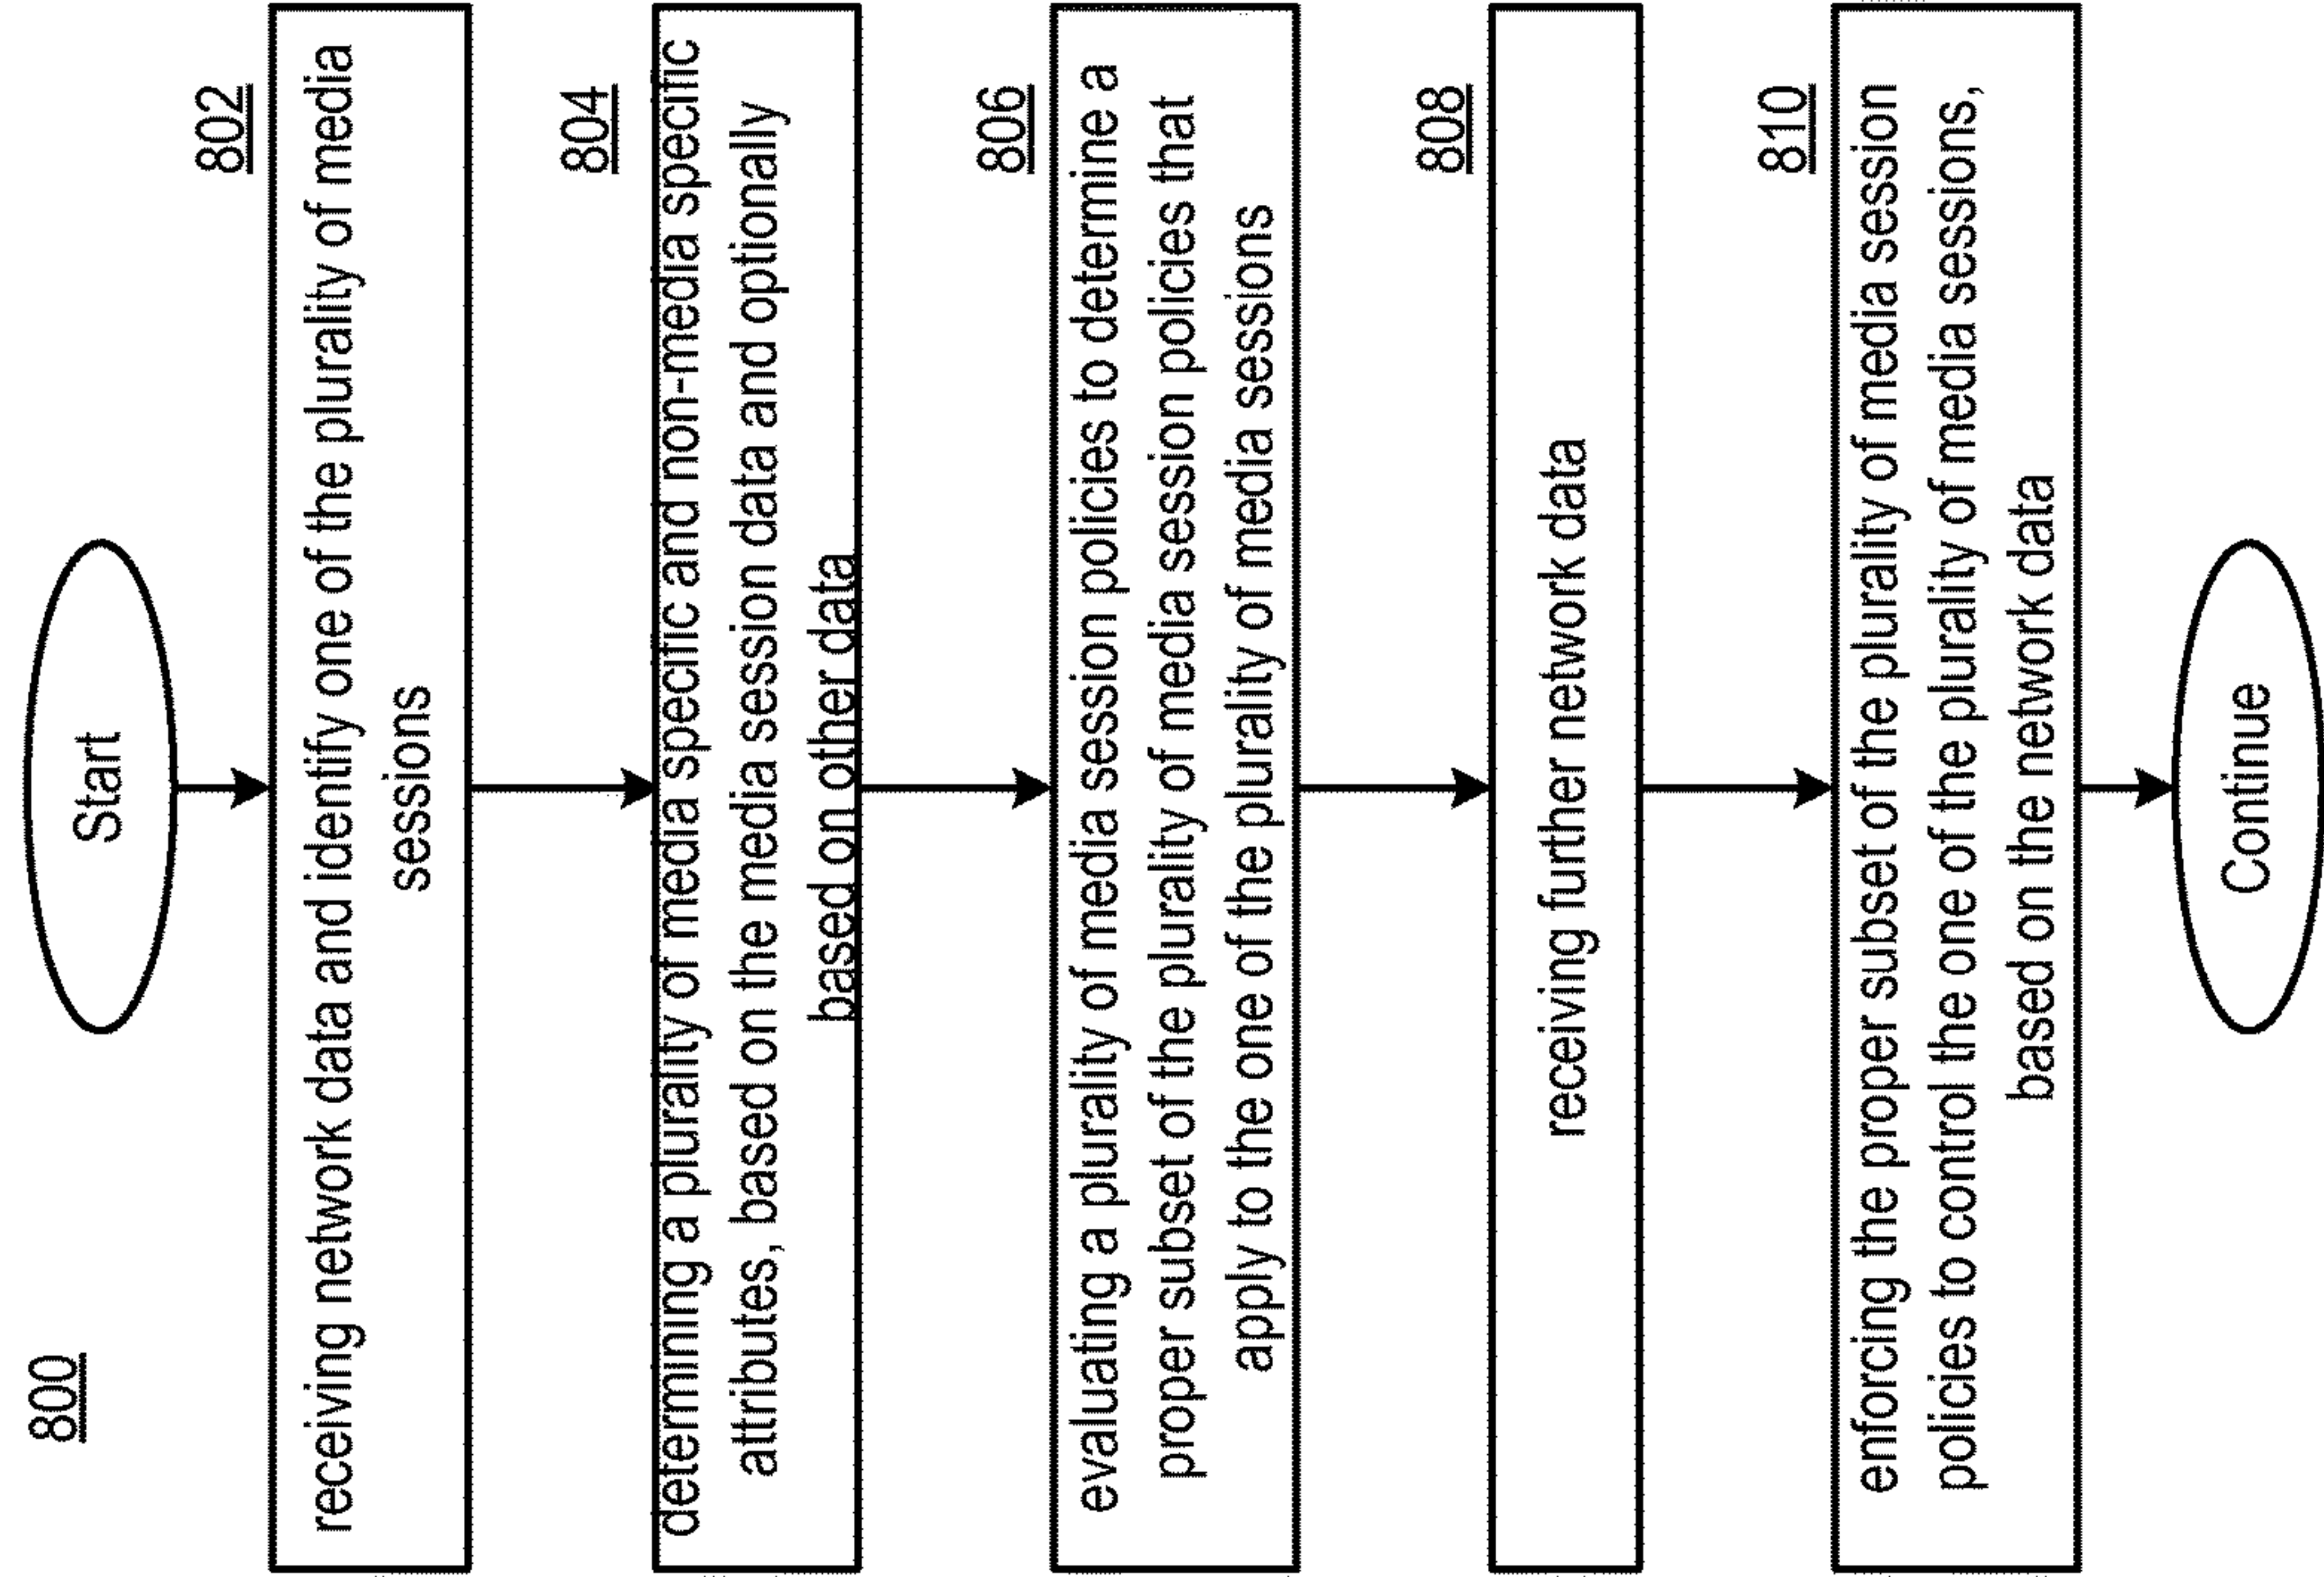 800
Start
802
receiving network data and identify one of the plurality of media
sessions
804
determining a plurality of media specific and non-media specific
attributes, based on the media session data and optionally
based on other data
806
evaluating a plurality of media session policies to determine a
proper subset of the plurality of media session policies that
apply to the one of the plurality of media sessions
808
receiving further network data
810
enforcing the proper subset of the plurality of media session
policies to control the one of the plurality of media sessions,
based on the network data
Continue